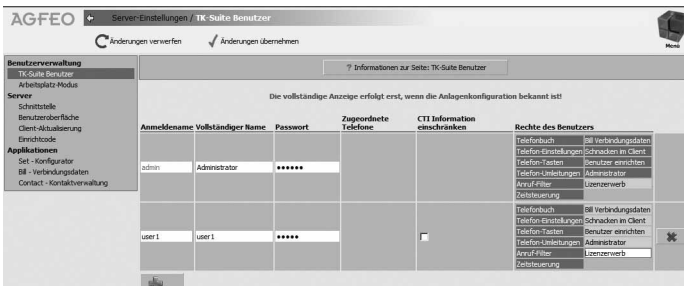 AGFEO
Server-Einstellungen / TK-Suite Benutzer
Änderungen verwerfen
Änderungen übernehmen
Menü
Benutzerverwaltung
TK-Suite Benutzer
Arbeitsplatz-Modus
Server
Schnittstelle
Benutzeroberfläche
Client-Aktualisierung
Einrichtcode
Applikationen
Set - Konfigurator
Bill - Verbindungsdaten
Contact - Kontaktverwaltung
? Informationen zur Seite: TK-Suite Benutzer
Die vollständige Anzeige erfolgt erst, wenn die Anlagenkonfiguration bekannt ist!
Anmeldename Vollständiger Name Passwort Zugeordnete Telefone CTI Information einschränken Rechte des Benutzers
admin Administrator ••••••
Telefonbuch Bill Verbindungsdaten
Telefon-Einstellungen Schnacken im Client
Telefon-Tasten Benutzer einrichten
Telefon-Umleitungen Administrator
Anruf-Filter Lizenzerwerb
Zeitsteuerung
user1 user1 •••••
Telefonbuch Bill Verbindungsdaten
Telefon-Einstellungen Schnacken im Client
Telefon-Tasten Benutzer einrichten
Telefon-Umleitungen Administrator
Anruf-Filter Lizenzerwerb
Zeitsteuerung